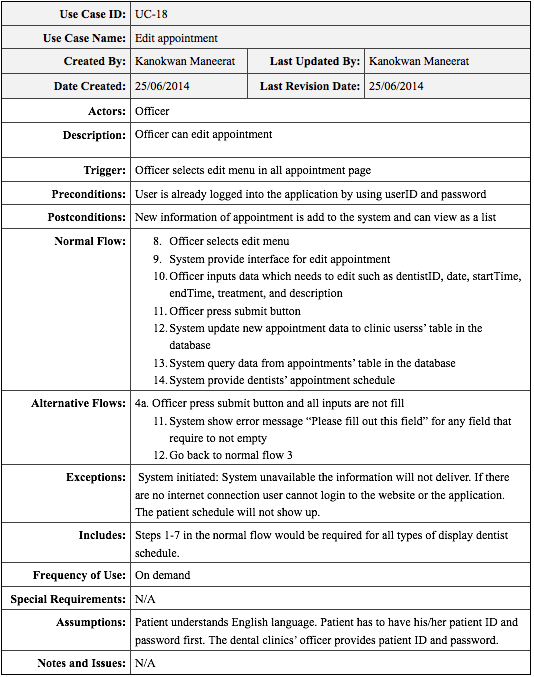 Use Case ID: UC-18
Use Case Name: Edit appointment
Created By: Kanokwan Maneerat Last Updated By: Kanokwan Maneerat
Date Created: 25/06/2014 Last Revision Date: 25/06/2014
Actors: Officer
Description: Officer can edit appointment
Trigger: Officer selects edit menu in all appointment page
Preconditions: User is already logged into the application by using userID and password
Postconditions: New information of appointment is add to the system and can view as a list
Normal Flow: 8. Officer selects edit menu
9. System provide interface for edit appointment
10. Officer inputs data which needs to edit such as dentistID, date, startTime,
endTime, treatment, and description
11. Officer press submit button
12. System update new appointment data to clinic userss’ table in the
database
13. System query data from appointments’ table in the database
14. System provide dentists’ appointment schedule
Alternative Flows: 4a. Officer press submit button and all inputs are not fill
11. System show error message “Please fill out this field” for any field that
require to not empty
12. Go back to normal flow 3
Exceptions: System initiated: System unavailable the information will not deliver. If there
are no internet connection user cannot login to the website or the application.
The patient schedule will not show up.
Includes: Steps 1-7 in the normal flow would be required for all types of display dentist
schedule.
Frequency of Use: On demand
Special Requirements: N/A
Assumptions: Patient understands English language. Patient has to have his/her patient ID and
password first. The dental clinics’ officer provides patient ID and password.
Notes and Issues: N/A